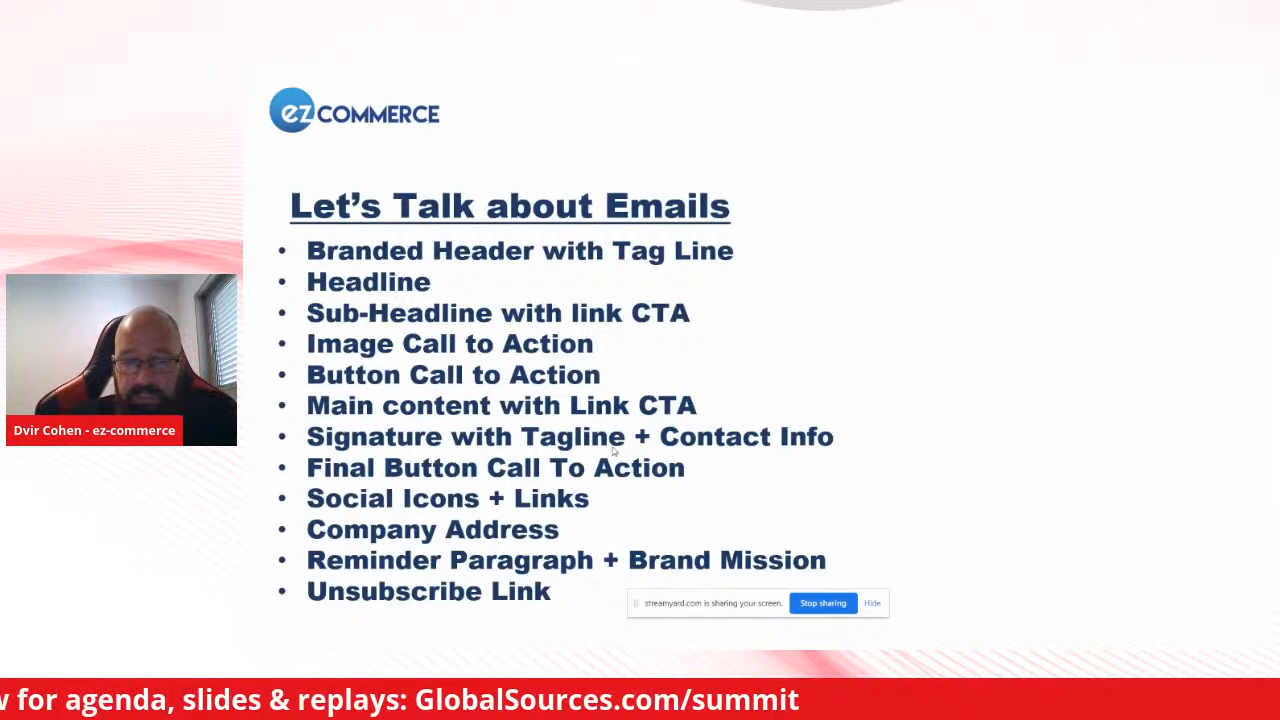 ez COMMERCE
Let's Talk about Emails
• Branded Header with Tag Line
• Headline
• Sub-Headline with link CTA
• Image Call to Action
• Button Call to Action
• Main content with Link CTA
• Signature with Tagline + Contact Info
• Final Button Call To Action
• Social Icons + Links
• Company Address
• Reminder Paragraph + Brand Mission
• Unsubscribe Link
Dvir Cohen - ez-commerce
streamyard.com is sharing your screen. Stop sharing Hide
w for agenda, slides & replays: GlobalSources.com/summit